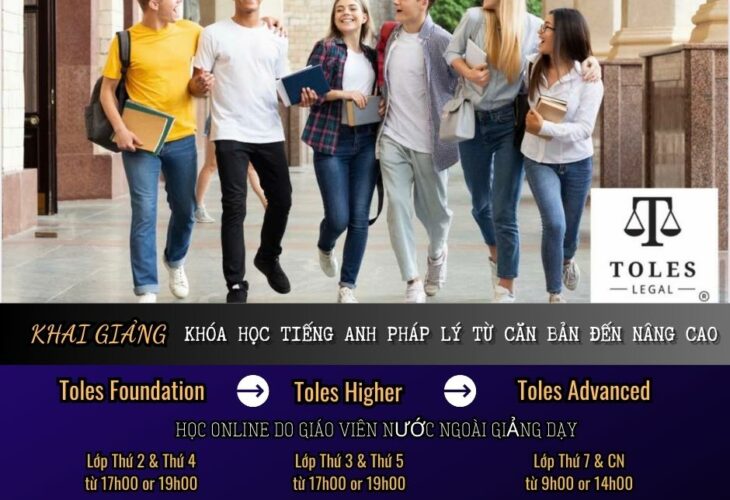 TOLES
LEGAL
®
KHAI GIẢNG KHÓA HỌC TIẾNG ANH PHÁP LÝ TỪ CĂN BẢN ĐẾN NÂNG CAO
Toles Foundation → Toles Higher → Toles Advanced
HỌC ONLINE DO GIÁO VIÊN NƯỚC NGOÀI GIẢNG DẠY
Lớp Thứ 2 & Thứ 4
từ 17h00 or 19h00
Lớp Thứ 3 & Thứ 5
từ 17h00 or 19h00
Lớp Thứ 7 & CN
từ 9h00 or 14h00